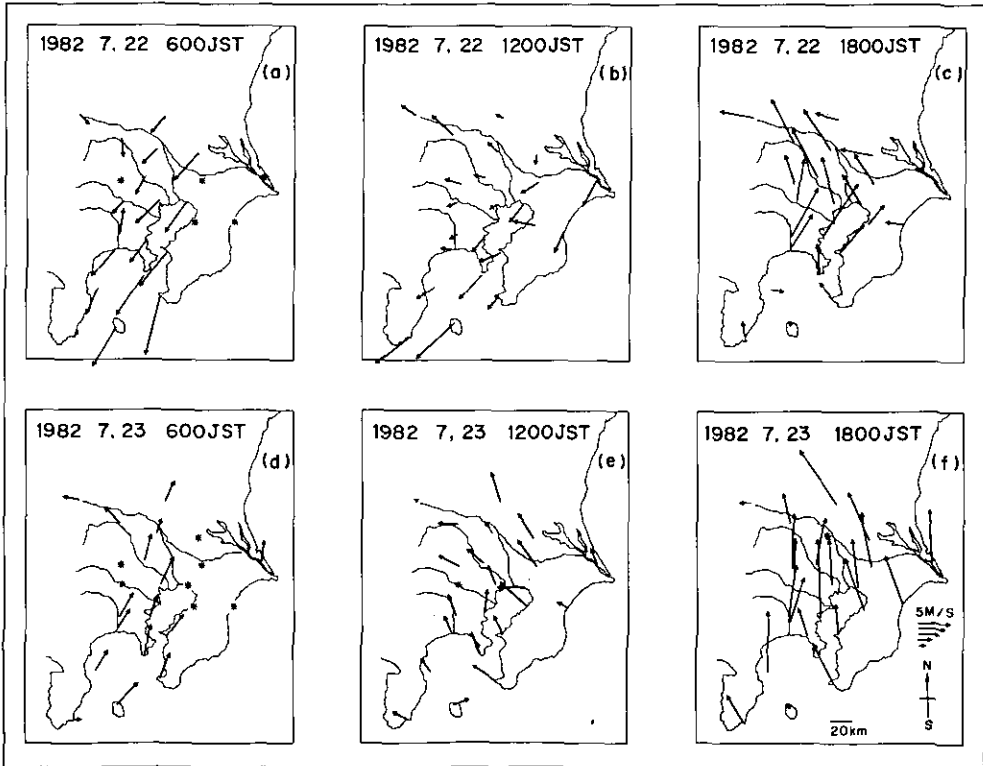 1982 7, 22 600JST
(a)
1982 7, 22 1200JST
(b)
1982 7, 22 1800JST
(c)
1982 7, 23 600JST
(d)
1982 7, 23 1200JST
(e)
1982 7, 23 1800JST
(f)
5M/S
N
S
20km